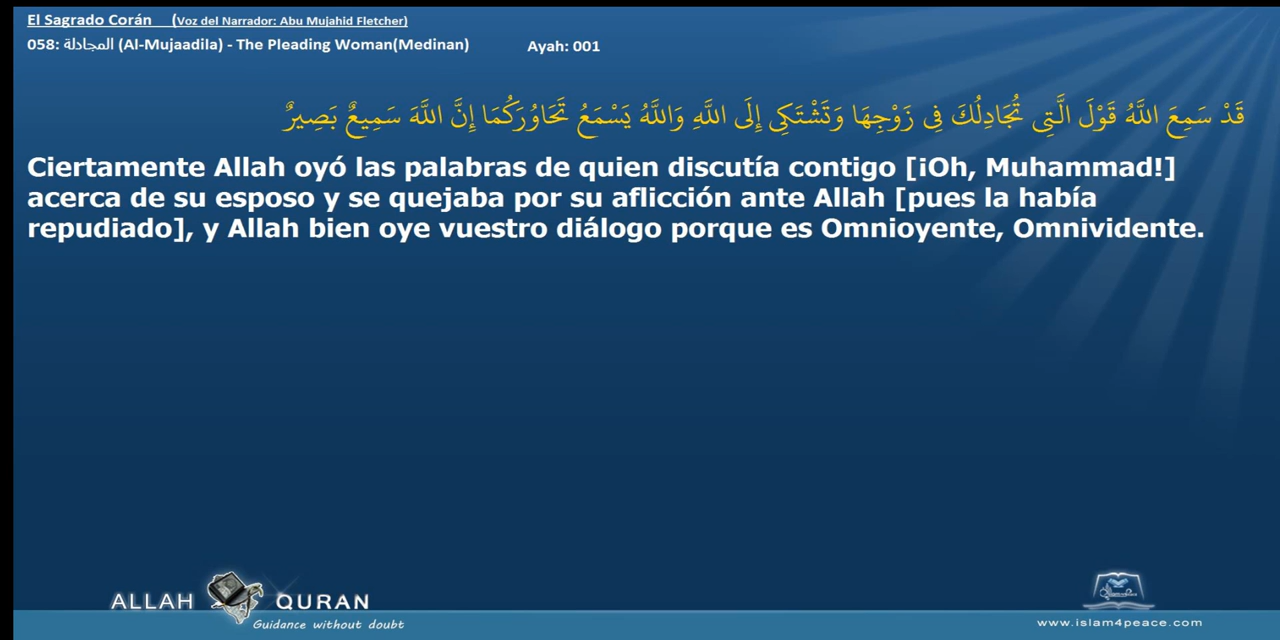 El Sagrado Corán (Voz del Narrador: Abu Mujahid Fletcher)
058: المجادلة (Al-Mujaadila) - The Pleading Woman(Medinan) Ayah: 001
قَدْ سَمِعَ اللَّهُ قَوْلَ الَّتِى تُجَادِلُكَ فِى زَوْجِهَا وَتَشْتَكِى إِلَى اللَّهِ وَاللَّهُ يَسْمَعُ تَحَاوُرَكُمَا إِنَّ اللَّهَ سَمِيعٌ بَصِيرٌ
Ciertamente Allah oyó las palabras de quien discutía contigo [¡Oh, Muhammad!]
acerca de su esposo y se quejaba por su aflicción ante Allah [pues la había
repudiado], y Allah bien oye vuestro diálogo porque es Omnioyente, Omnividente.
ALLAH QURAN
Guidance without doubt
www.islam4peace.com